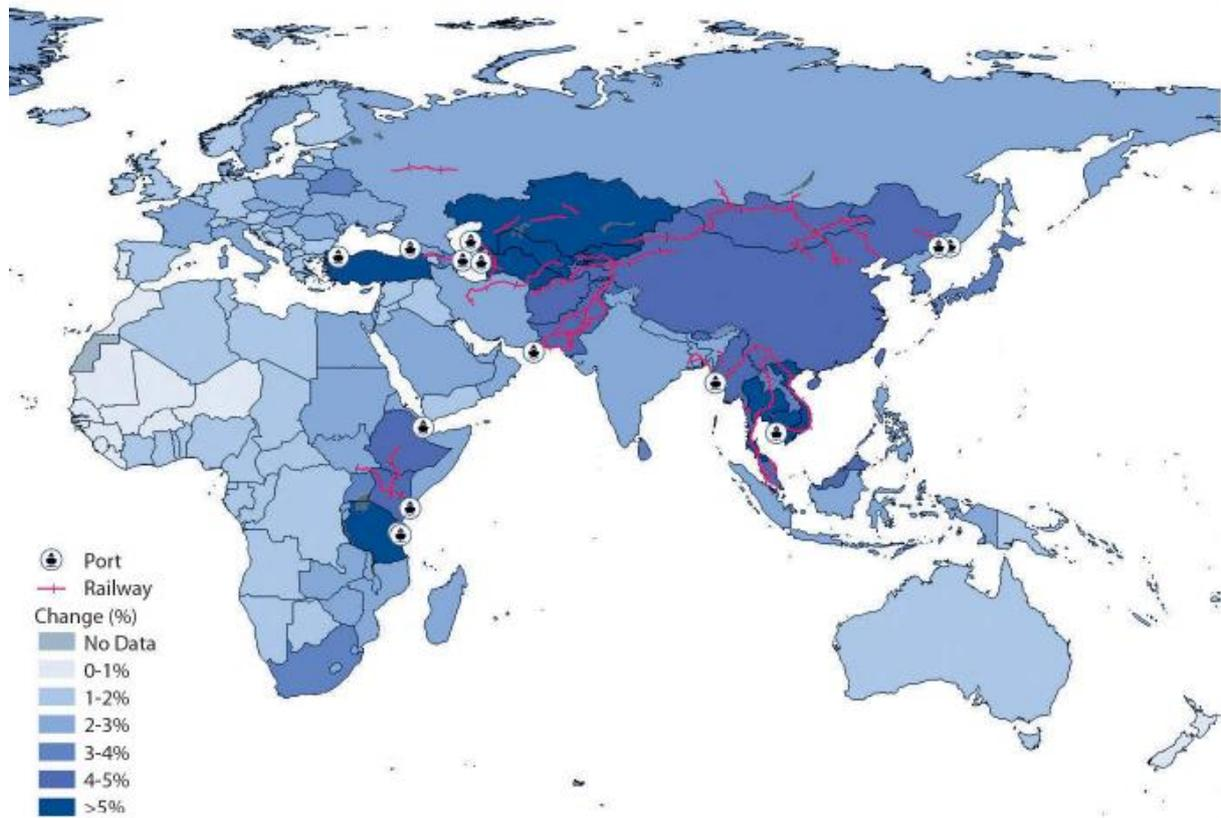 Port
Railway
Change (%)
No Data
0-1%
1-2%
2-3%
3-4%
4-5%
>5%